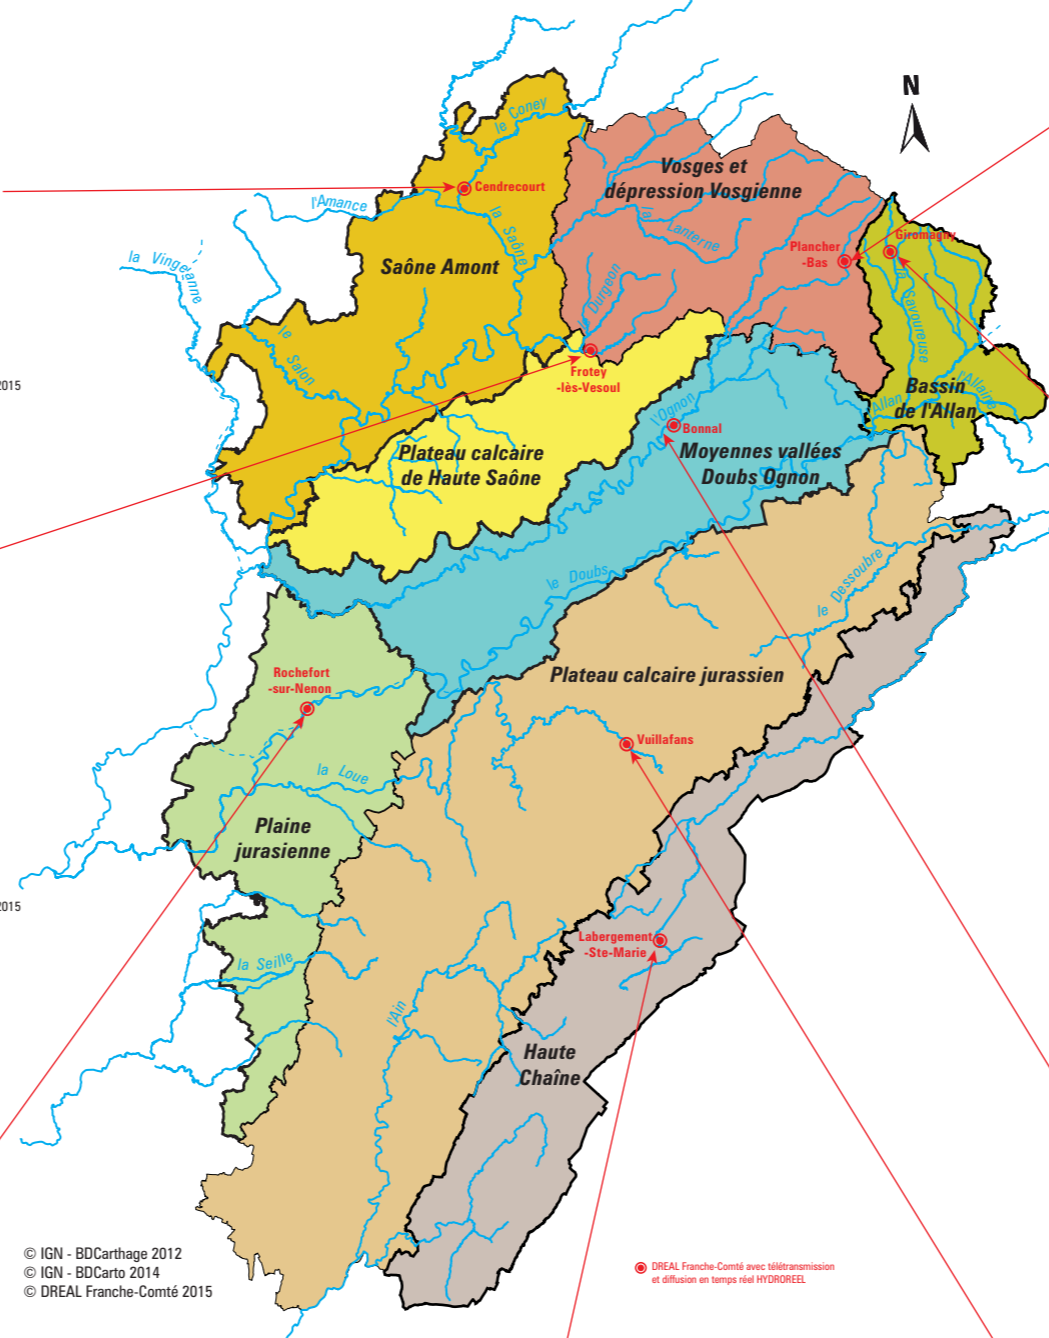 N
le Coney
Vosges et
dépression Vosgienne
Cendrecourt
l'Amance
la Saône
la Lanterne
Giromagny
Plancher
-Bas
la Vingeanne
Saône Amont
le Durgeon
la Savoureuse
le Salon
Frotey
-lès-Vesoul
2015
l'Allaine
Bassin
de l'Allan
Allan
l'Ognon
Bonnal
Plateau calcaire
de Haute Saône
Moyennes vallées
Doubs Ognon
le Doubs
le Dessoubre
Rochefort
-sur-Nenon
Plateau calcaire jurassien
Vuillafans
la Loue
Plaine
jurasienne
2015
Labergement
-Ste-Marie
la Seille
l'Ain
Haute
Chaîne
© IGN - BDCarthage 2012
© IGN - BDCarto 2014
© DREAL Franche-Comté 2015
DREAL Franche-Comté avec télétransmission
et diffusion en temps réel HYDROREEL